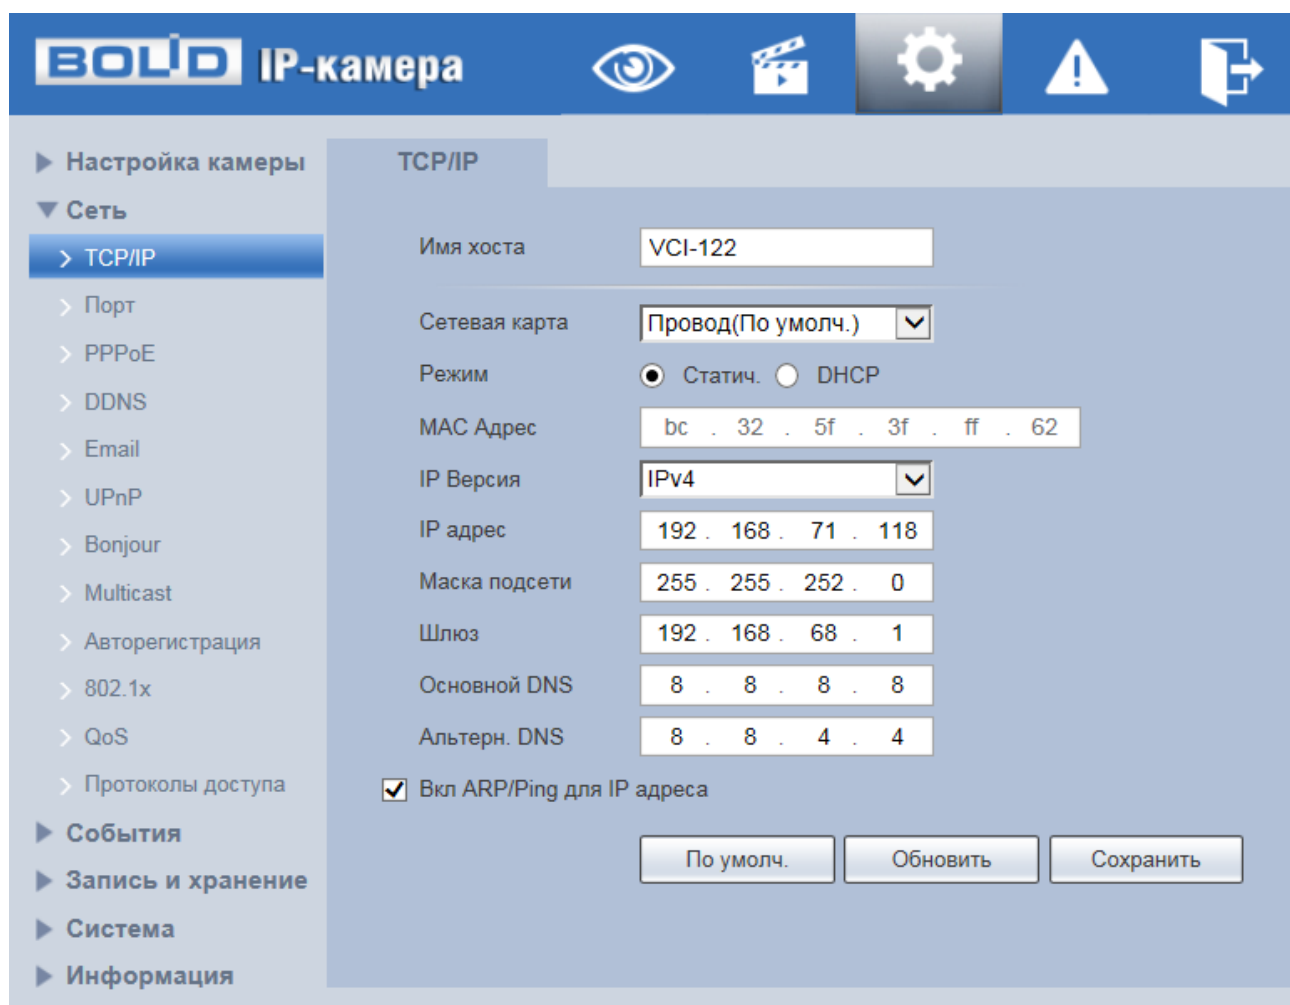 BOLID IP-камера
Настройка камеры
Сеть
TCP/IP
Порт
PPPoE
DDNS
Email
UPnP
Bonjour
Multicast
Авторегистрация
802.1x
QoS
Протоколы доступа
События
Запись и хранение
Система
Информация
TCP/IP
Имя хоста VCI-122
Сетевая карта Провод(По умолч.)
Режим Статич. DHCP
MAC Адрес bc . 32 . 5f . 3f . ff . 62
IP Версия IPv4
IP адрес 192 . 168 . 71 . 118
Маска подсети 255 . 255 . 252 . 0
Шлюз 192 . 168 . 68 . 1
Основной DNS 8 . 8 . 8 . 8
Альтерн. DNS 8 . 8 . 4 . 4
Вкл ARP/Ping для IP адреса
По умолч. Обновить Сохранить